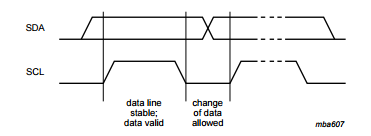 SDA
SCL
data line change
stable; of data
data valid allowed
mba607